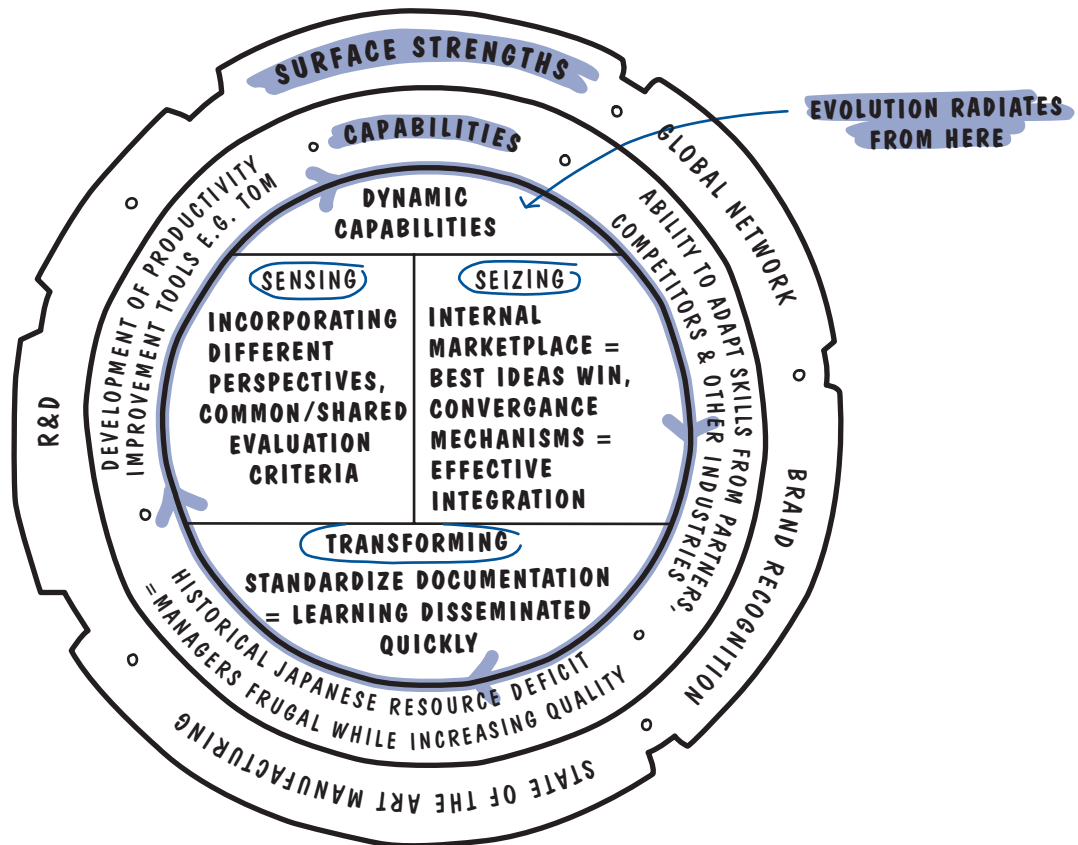 SURFACE STRENGTHS
CAPABILITIES
EVOLUTION RADIATES
FROM HERE
GLOBAL NETWORK
BRAND RECOGNITION
STATE OF THE ART MANUFACTURING
R&D
DEVELOPMENT OF PRODUCTIVITY
IMPROVEMENT TOOLS E.G. TOM
ABILITY TO ADAPT SKILLS FROM PARTNERS,
COMPETITORS & OTHER INDUSTRIES
HISTORICAL JAPANESE RESOURCE DEFICIT
=MANAGERS FRUGAL WHILE INCREASING QUALITY
DYNAMIC
CAPABILITIES
SENSING
INCORPORATING
DIFFERENT
PERSPECTIVES,
COMMON/SHARED
EVALUATION
CRITERIA
SEIZING
INTERNAL
MARKETPLACE =
BEST IDEAS WIN,
CONVERGANCE
MECHANISMS =
EFFECTIVE
INTEGRATION
TRANSFORMING
STANDARDIZE DOCUMENTATION
= LEARNING DISSEMINATED
QUICKLY